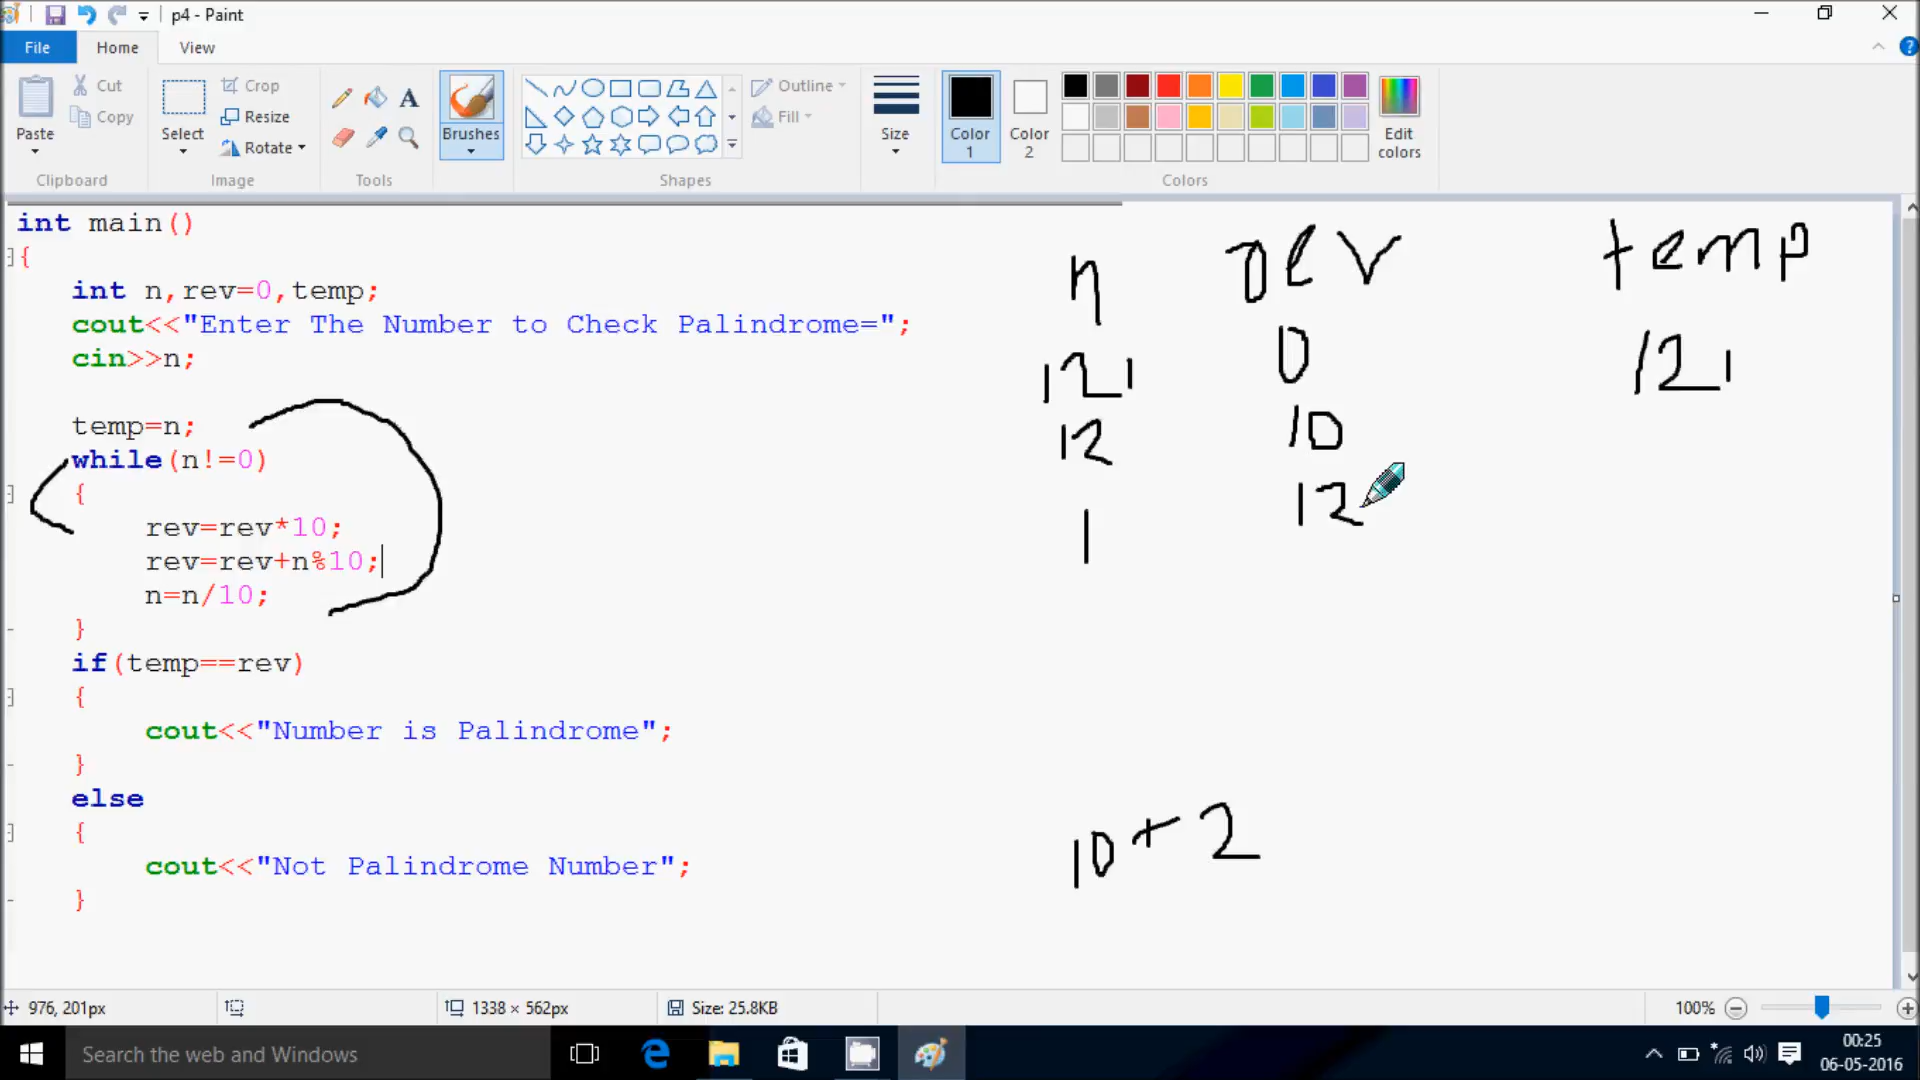 p4 - Paint
File Home View
Paste Cut Copy Clipboard
Select Crop Resize Rotate Image
Tools
Brushes
Shapes
Outline Fill
Size
Color 1 Color 2 Edit colors Colors
int main()
{
int n,rev=0,temp;
cout<<"Enter The Number to Check Palindrome=";
cin>>n;
temp=n;
while(n!=0)
{
rev=rev*10;
rev=rev+n%10;
n=n/10;
}
if(temp==rev)
{
cout<<"Number is Palindrome";
}
else
{
cout<<"Not Palindrome Number";
}
n rev temp
121 0 121
12 10
1 12
10+2
976, 201px 1338 × 562px Size: 25.8KB 100%
Search the web and Windows
00:25
06-05-2016